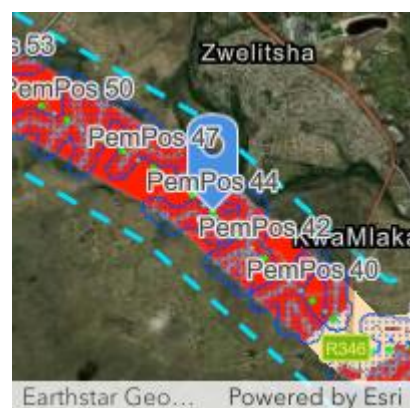 Zwelitsha
s 53
PemPos 50
PemPos 47
PemPos 44
PemPos 42
KwaMlaka
PemPos 40
R346
Earthstar Geo...
Powered by Esri